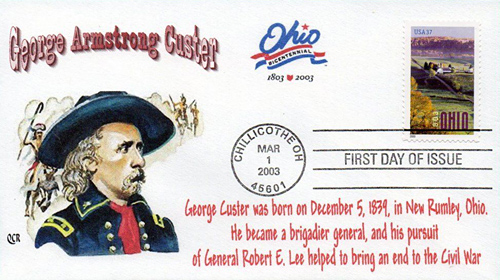 George Armstrong Custer
Ohio
BICENTENNIAL
1803 2003
USA 37
OHIO
CHILLICOTHE OH
MAR
1
2003
45601
FIRST DAY OF ISSUE
George Custer was born on December 5, 1839, in New Rumley, Ohio.
He became a brigadier general, and his pursuit
of General Robert E. Lee helped to bring an end to the Civil War
QCR